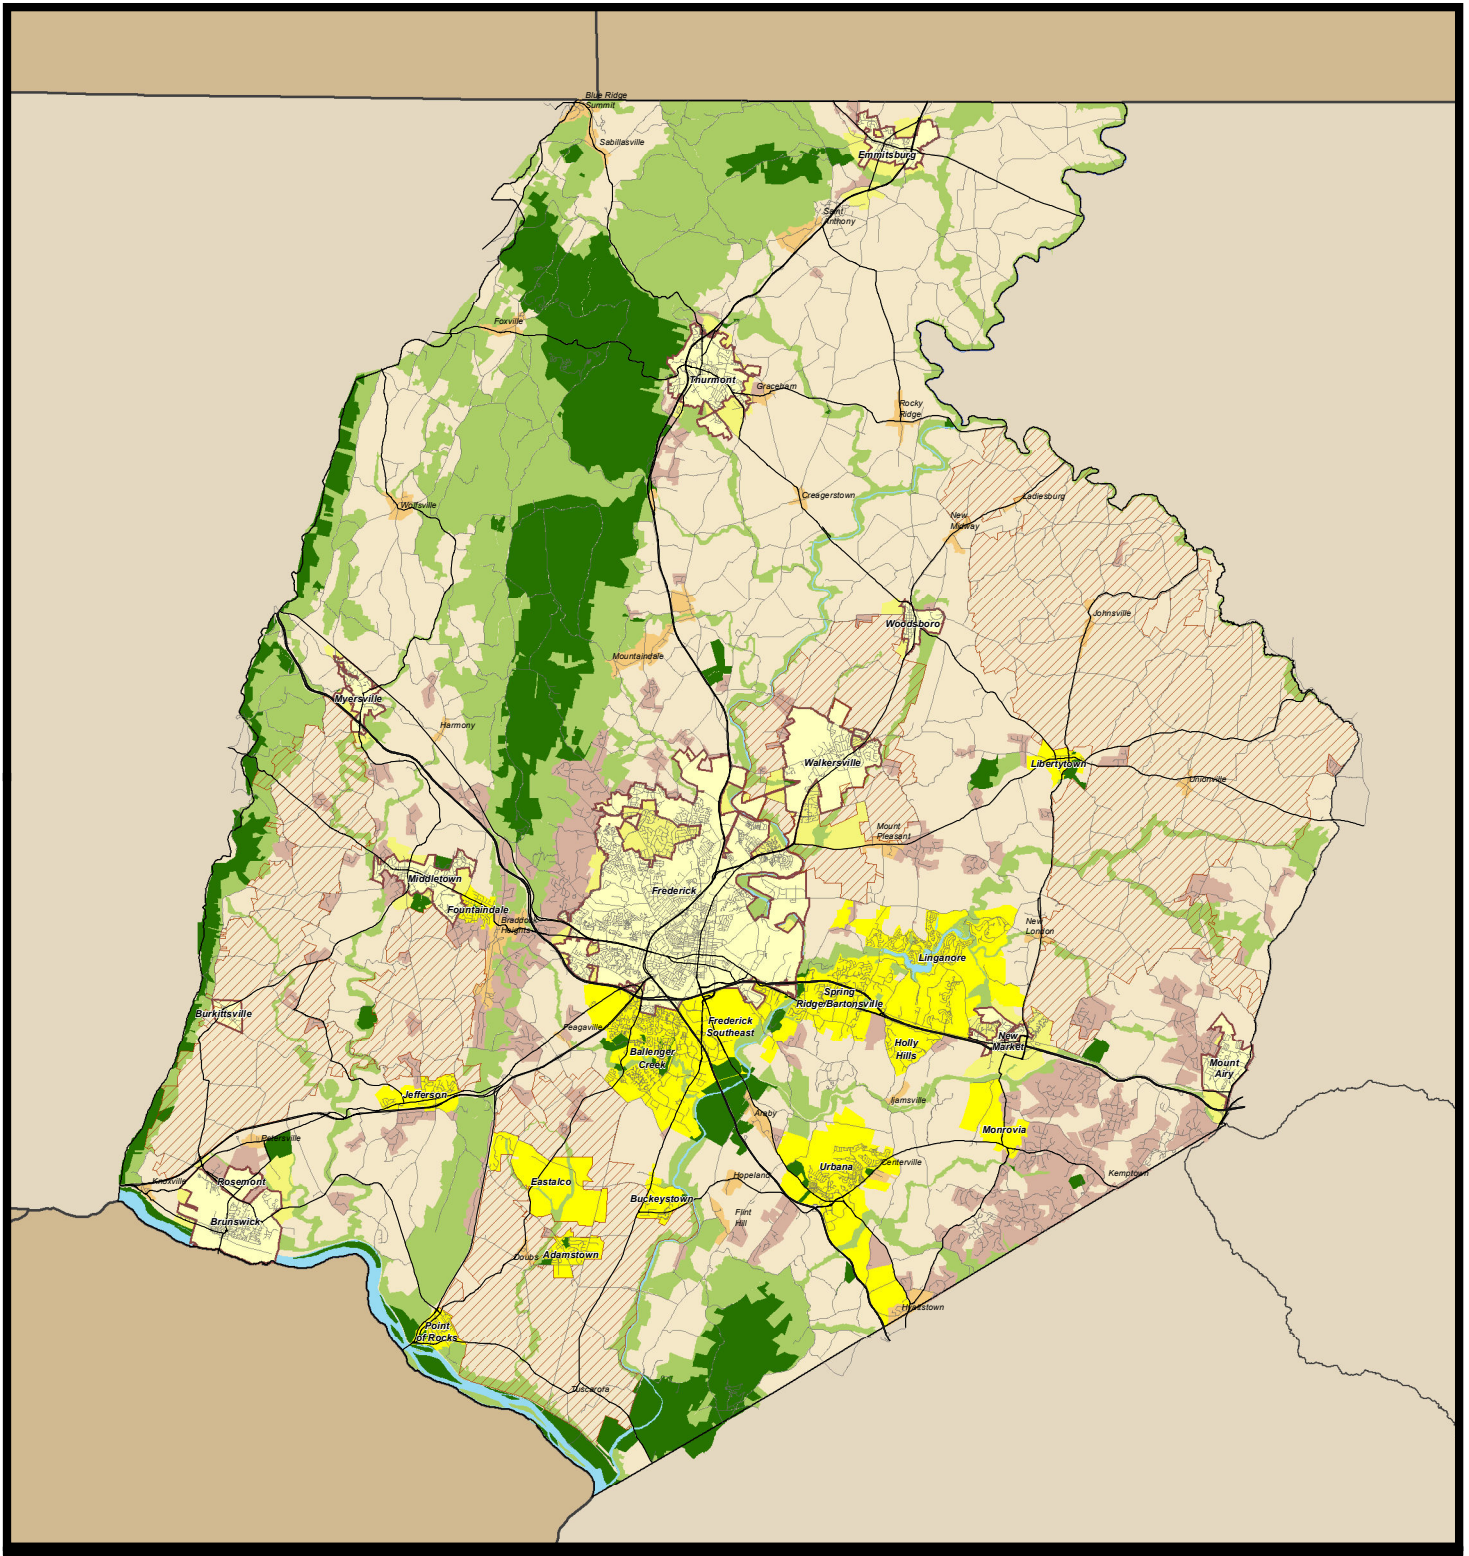 Blue Ridge
Summit
Sabillasville
Emmitsburg
Saint
Anthony
Foxville
Thurmont
Graceham
Rocky
Ridge
Wolfsville
Creagerstown
Ladiesburg
New
Midway
Johnsville
Woodsboro
Mountaindale
Myersville
Harmony
Walkersville
Libertytown
Unionville
Mount
Pleasant
Middletown
Frederick
Fountaindale
Braddock
Heights
New
London
Linganore
Spring
Ridge/Bartonsville
Burkittsville
Feagaville
Frederick
Southeast
Holly
Hills
New
Market
Ballenger
Creek
Mount
Airy
Jefferson
Ijamsville
Araby
Monrovia
Petersville
Urbana
Centerville
Kemptown
Knoxville
Rosemont
Eastalco
Hopeland
Buckeystown
Brunswick
Flint
Hill
Doubs
Adamstown
Hyattstown
Point
of Rocks
Tuscarora